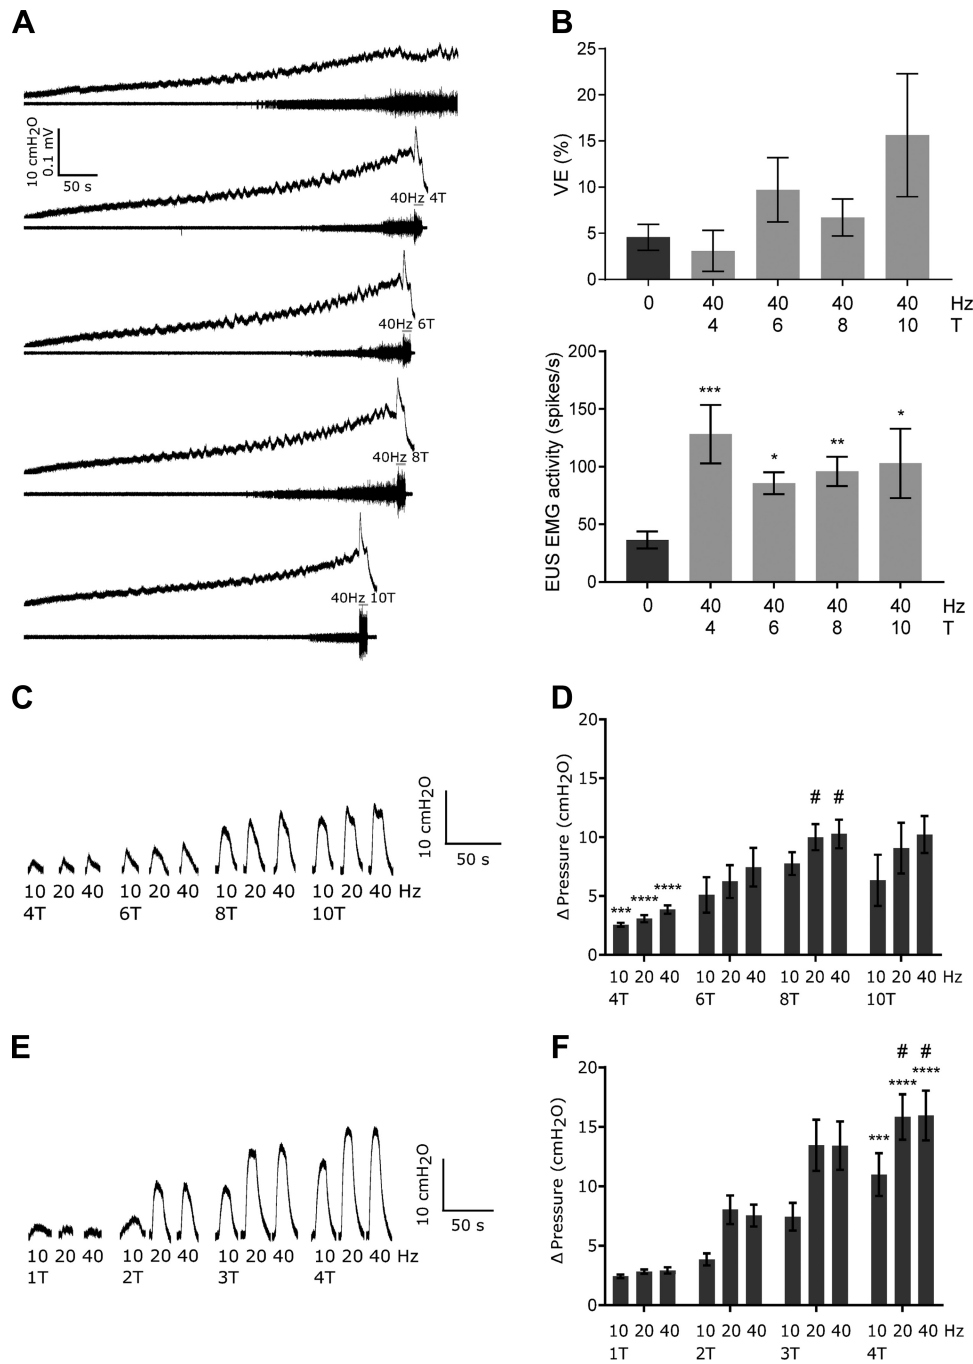 A
10 cmH2O
0.1 mV
50 s
40Hz 4T
40Hz 6T
40Hz 8T
40Hz 10T
B
VE (%)
25
20
15
10
5
0
0 40 40 40 40 Hz
4 6 8 10 T
EUS EMG activity (spikes/s)
200
150
100
50
0
*** * ** *
0 40 40 40 40 Hz
4 6 8 10 T
C
10 cmH2O
50 s
10 20 40 10 20 40 10 20 40 10 20 40 Hz
4T 6T 8T 10T
D
Δ Pressure (cmH2O)
20
15
10
5
0
*** **** **** # #
10 20 40 10 20 40 10 20 40 10 20 40 Hz
4T 6T 8T 10T
E
10 cmH2O
50 s
10 20 40 10 20 40 10 20 40 10 20 40 Hz
1T 2T 3T 4T
F
Δ Pressure (cmH2O)
20
15
10
5
0
# #
*** **** ****
10 20 40 10 20 40 10 20 40 10 20 40 Hz
1T 2T 3T 4T